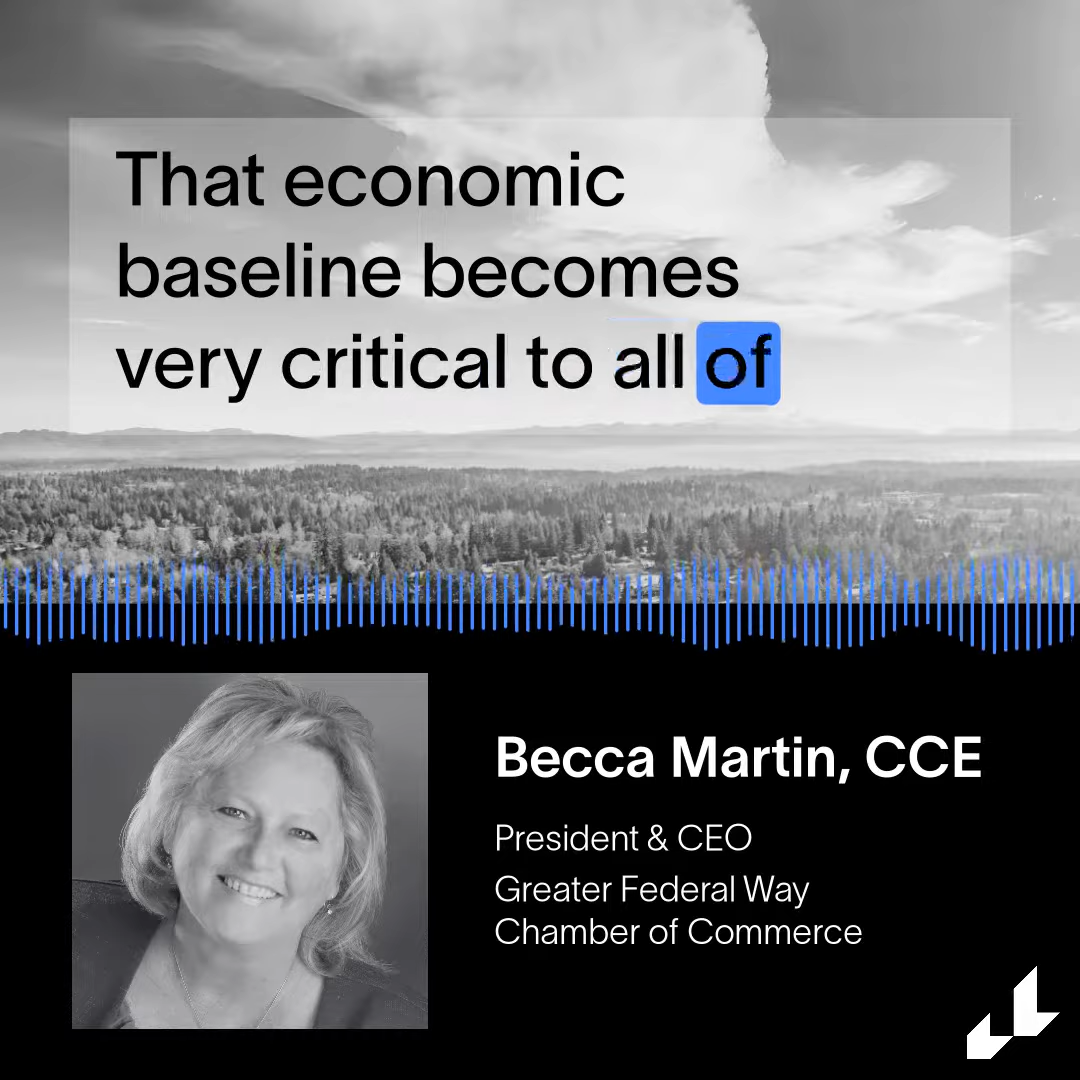 That economic
baseline becomes
very critical to all of
Becca Martin, CCE
President & CEO
Greater Federal Way
Chamber of Commerce